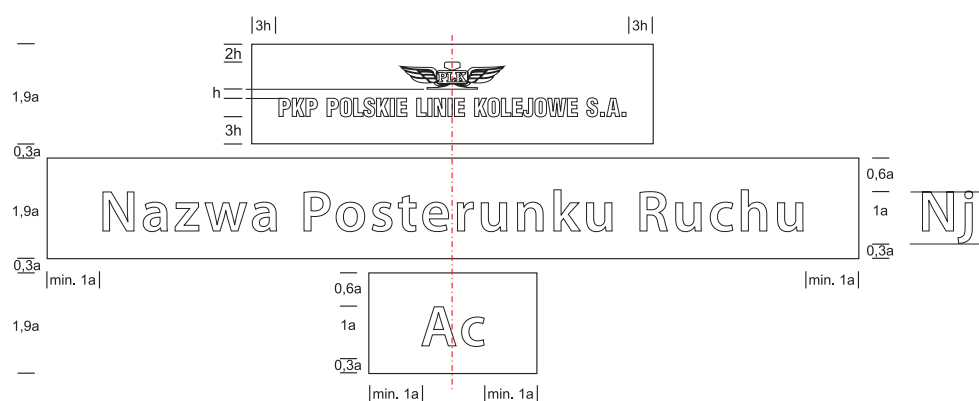 3h 3h
2h
PLK
1,9a
h
PKP POLSKIE LINIE KOLEJOWE S.A.
3h
0,3a
0,6a
1,9a
Nazwa Posterunku Ruchu
1a
Nj
0,3a
0,3a
min. 1a
min. 1a
0,6a
1,9a
1a
Ac
0,3a
min. 1a
min. 1a